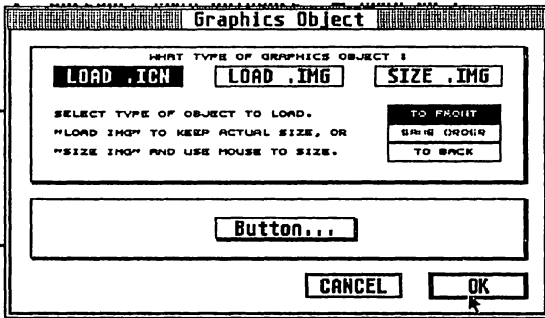 Graphics Object
WHAT TYPE OF GRAPHICS OBJECT :
LOAD .ICN LOAD .IMG SIZE .IMG
SELECT TYPE OF OBJECT TO LOAD.
"LOAD IMG" TO KEEP ACTUAL SIZE, OR
"SIZE IMG" AND USE MOUSE TO SIZE.
TO FRONT
SAME ORDER
TO BACK
Button...
CANCEL OK